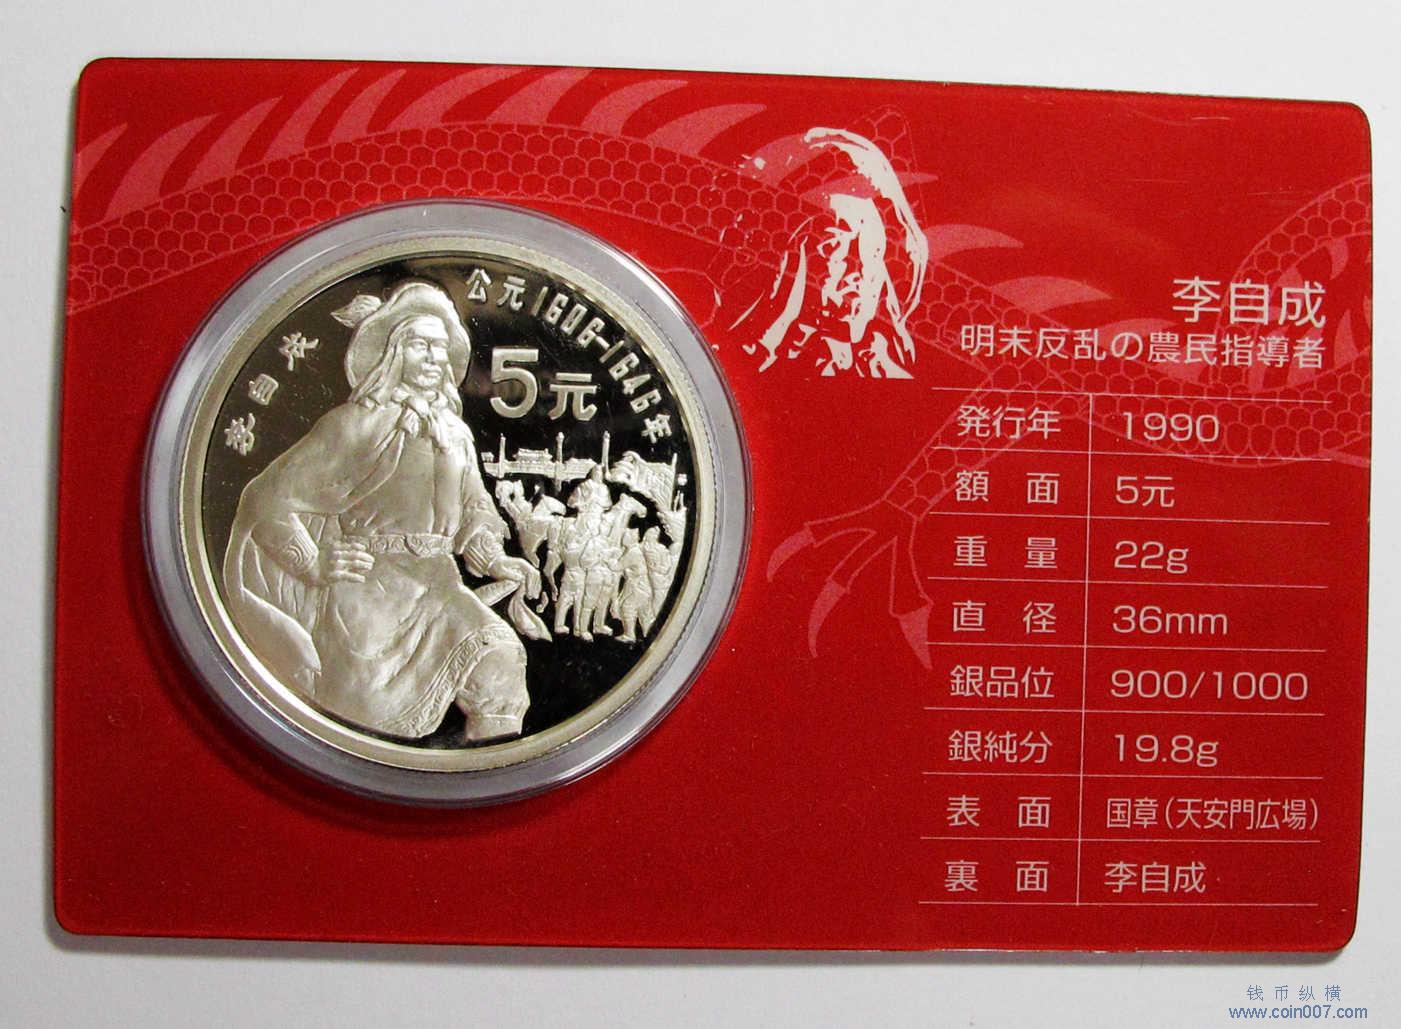 李自成
公元1606-1646年
5元
李自成
明末反乱の農民指導者
発行年 1990
額面 5元
重量 22g
直径 36mm
銀品位 900/1000
銀純分 19.8g
表面 国章(天安門広場)
裏面 李自成
钱币纵横
www.coin007.com